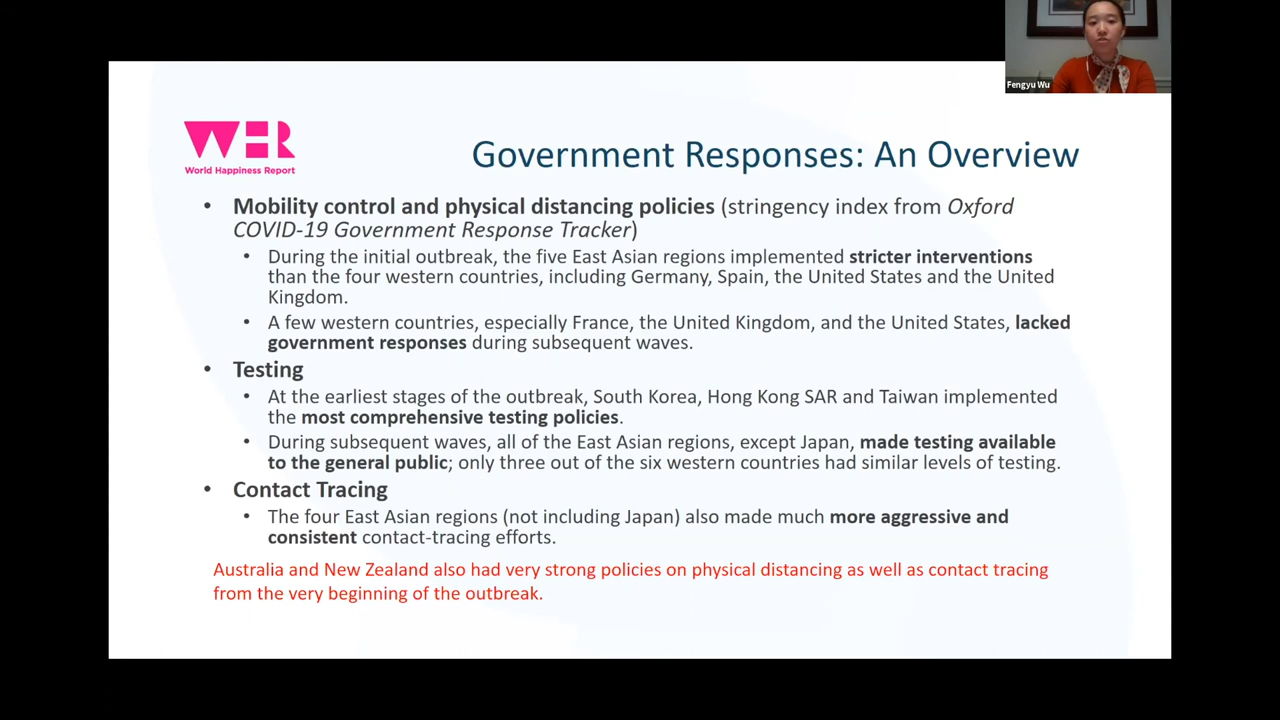 Fengyu Wu
WHR
World Happiness Report
Government Responses: An Overview
• Mobility control and physical distancing policies (stringency index from Oxford
COVID-19 Government Response Tracker)
• During the initial outbreak, the five East Asian regions implemented stricter interventions
than the four western countries, including Germany, Spain, the United States and the United
Kingdom.
• A few western countries, especially France, the United Kingdom, and the United States, lacked
government responses during subsequent waves.
• Testing
• At the earliest stages of the outbreak, South Korea, Hong Kong SAR and Taiwan implemented
the most comprehensive testing policies.
• During subsequent waves, all of the East Asian regions, except Japan, made testing available
to the general public; only three out of the six western countries had similar levels of testing.
• Contact Tracing
• The four East Asian regions (not including Japan) also made much more aggressive and
consistent contact-tracing efforts.
Australia and New Zealand also had very strong policies on physical distancing as well as contact tracing
from the very beginning of the outbreak.